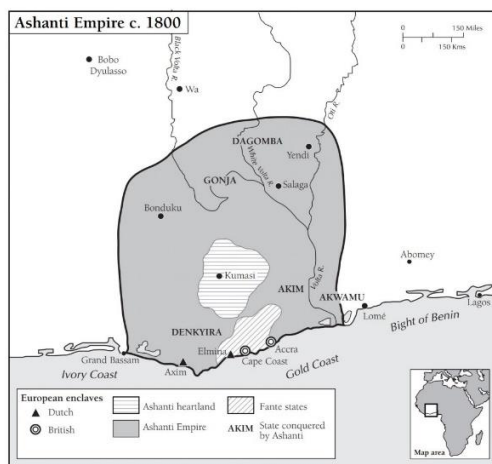 Ashanti Empire c. 1800
0 150 Miles
0 150 Kms
Black Volta R.
Bobo
Dyulasso
Wa
Oti R.
DAGOMBA
Yendi
White Volta R.
GONJA
Salaga
Bonduku
Abomey
Kumasi
Volta R.
AKIM
AKWAMU
Lomé
Lagos
DENKYIRA
Accra
Bight of Benin
Elmina
Cape Coast
Grand Bassam
Axim
Gold Coast
Ivory Coast
European enclaves
Dutch
British
Ashanti heartland
Ashanti Empire
Fante states
AKIM State conquered
by Ashanti
Map area